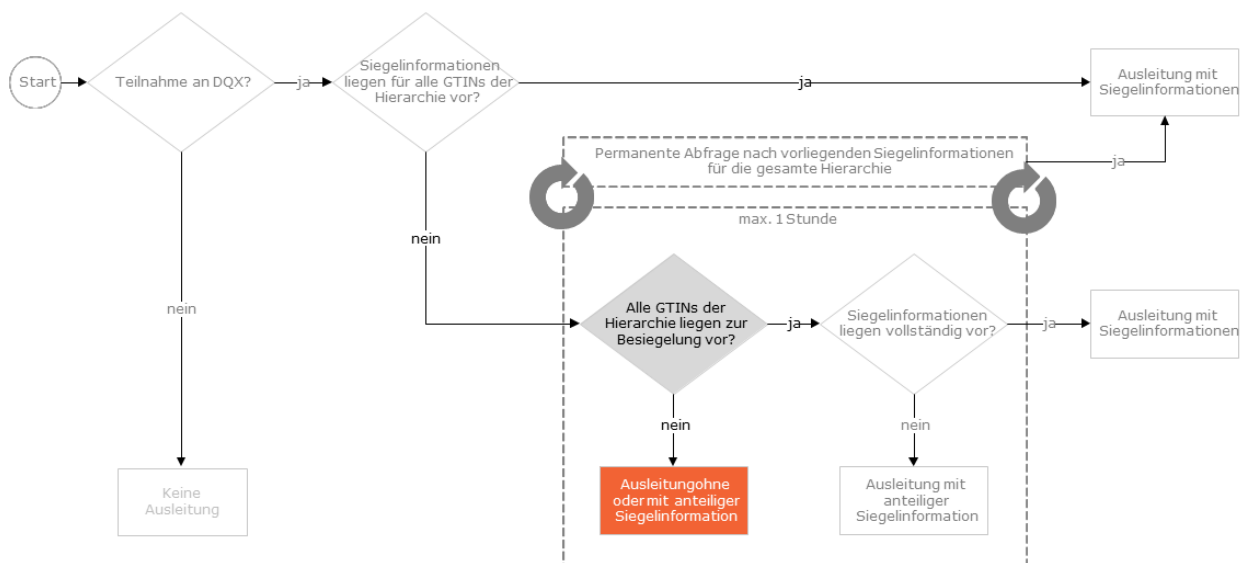 Start
Teilnahme an DQX?
ja
Siegelinformationen
liegen für alle GTINs der
Hierarchie vor?
ja
Ausleitung mit
Siegelinformationen
Permanente Abfrage nach vorliegenden Siegelinformationen
für die gesamte Hierarchie
ja
max. 1 Stunde
nein
nein
Alle GTINs der
Hierarchie liegen zur
Besiegelung vor?
ja
Siegelinformationen
liegen vollständig vor?
ja
Ausleitung mit
Siegelinformationen
nein
nein
Keine
Ausleitung
Ausleitungohne
oder mit anteiliger
Siegelinformation
Ausleitung mit
anteiliger
Siegelinformation